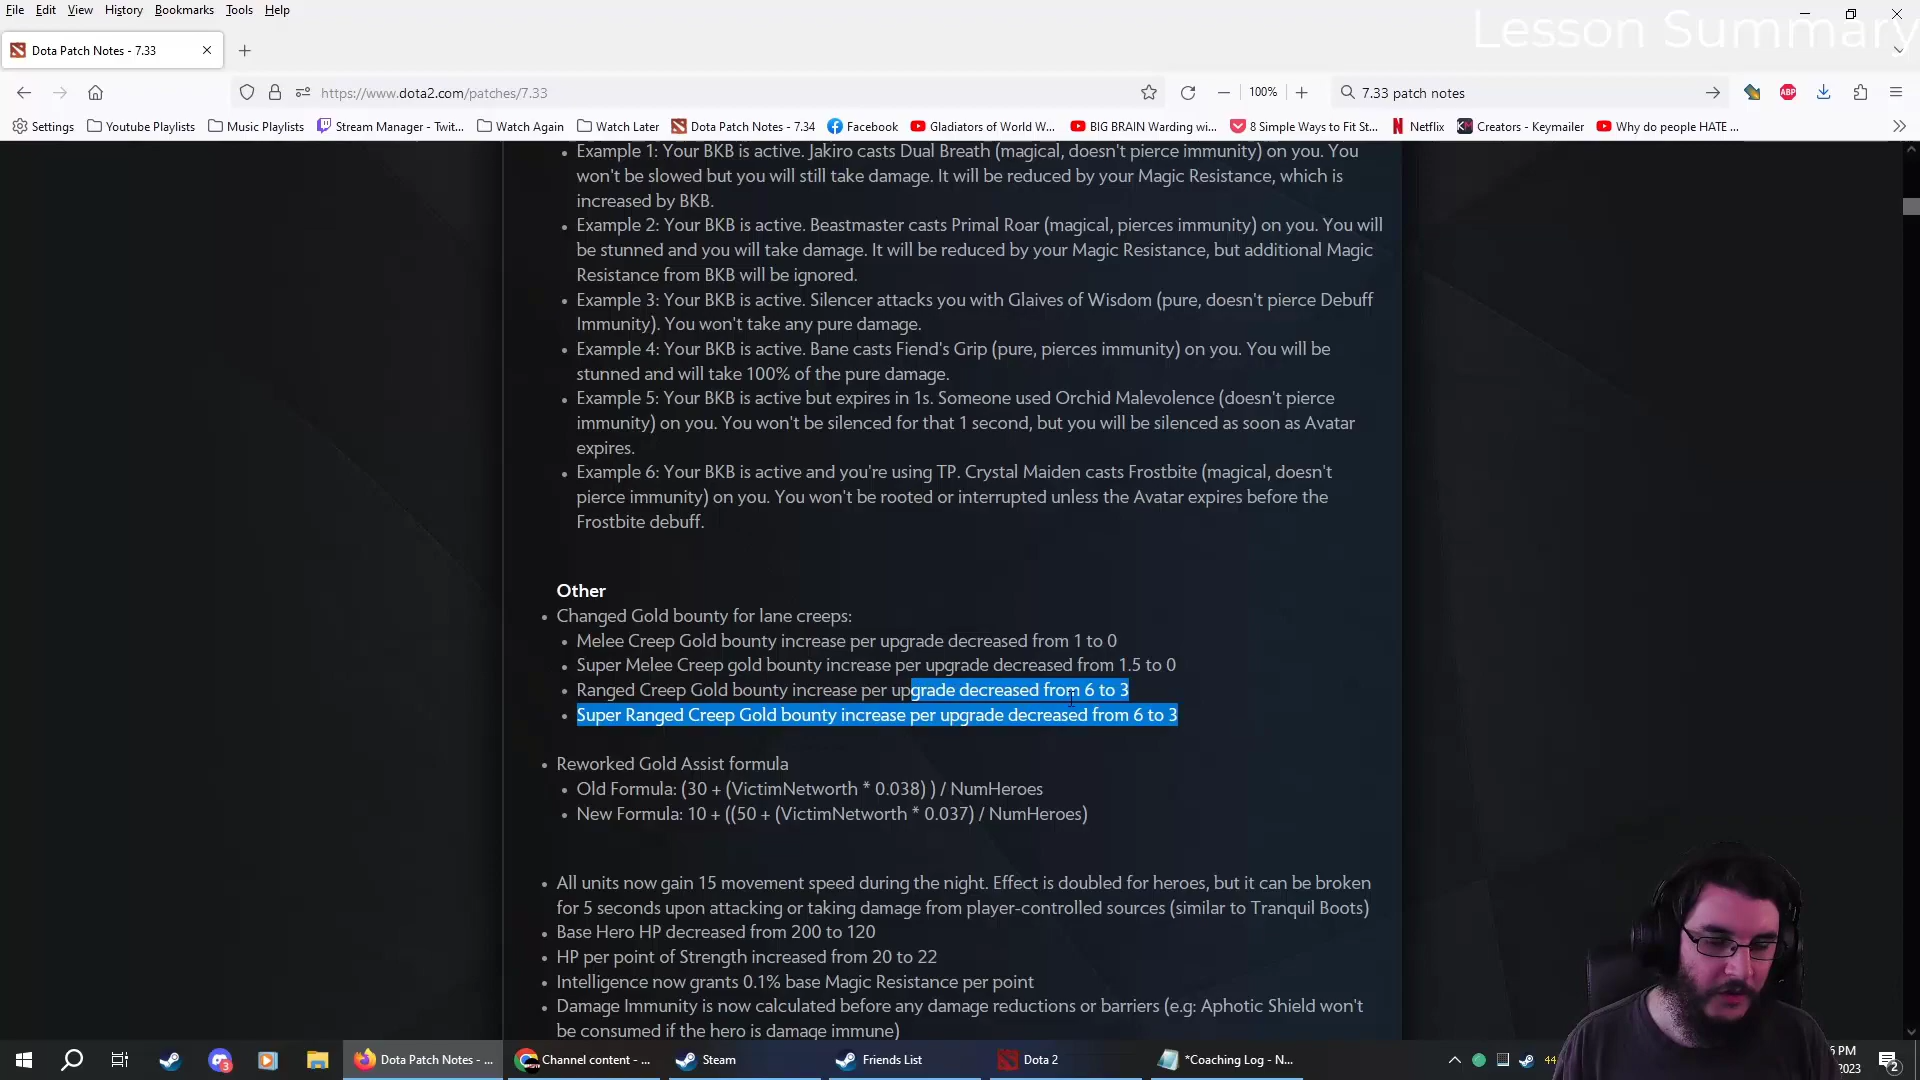 File Edit View History Bookmarks Tools Help
Lesson Summary
Dota Patch Notes - 7.33
https://www.dota2.com/patches/7.33
100%
7.33 patch notes
Settings Youtube Playlists Music Playlists Stream Manager - Twit... Watch Again Watch Later Dota Patch Notes - 7.34 Facebook Gladiators of World W... BIG BRAIN Warding wi... 8 Simple Ways to Fit St... Netflix Creators - Keymailer Why do people HATE ...
Example 1: Your BKB is active. Jakiro casts Dual Breath (magical, doesn't pierce immunity) on you. You
won't be slowed but you will still take damage. It will be reduced by your Magic Resistance, which is
increased by BKB.
Example 2: Your BKB is active. Beastmaster casts Primal Roar (magical, pierces immunity) on you. You will
be stunned and you will take damage. It will be reduced by your Magic Resistance, but additional Magic
Resistance from BKB will be ignored.
Example 3: Your BKB is active. Silencer attacks you with Glaives of Wisdom (pure, doesn't pierce Debuff
Immunity). You won't take any pure damage.
Example 4: Your BKB is active. Bane casts Fiend's Grip (pure, pierces immunity) on you. You will be
stunned and will take 100% of the pure damage.
Example 5: Your BKB is active but expires in 1s. Someone used Orchid Malevolence (doesn't pierce
immunity) on you. You won't be silenced for that 1 second, but you will be silenced as soon as Avatar
expires.
Example 6: Your BKB is active and you're using TP. Crystal Maiden casts Frostbite (magical, doesn't
pierce immunity) on you. You won't be rooted or interrupted unless the Avatar expires before the
Frostbite debuff.
Other
Changed Gold bounty for lane creeps:
Melee Creep Gold bounty increase per upgrade decreased from 1 to 0
Super Melee Creep gold bounty increase per upgrade decreased from 1.5 to 0
Ranged Creep Gold bounty increase per upgrade decreased from 6 to 3
Super Ranged Creep Gold bounty increase per upgrade decreased from 6 to 3
Reworked Gold Assist formula
Old Formula: (30 + (VictimNetworth * 0.038) ) / NumHeroes
New Formula: 10 + ((50 + (VictimNetworth * 0.037) / NumHeroes)
All units now gain 15 movement speed during the night. Effect is doubled for heroes, but it can be broken
for 5 seconds upon attacking or taking damage from player-controlled sources (similar to Tranquil Boots)
Base Hero HP decreased from 200 to 120
HP per point of Strength increased from 20 to 22
Intelligence now grants 0.1% base Magic Resistance per point
Damage Immunity is now calculated before any damage reductions or barriers (e.g: Aphotic Shield won't
be consumed if the hero is damage immune)
3 Dota Patch Notes - ... Channel content - ... Steam Friends List Dota 2 *Coaching Log - N... 44 2
PM
2023